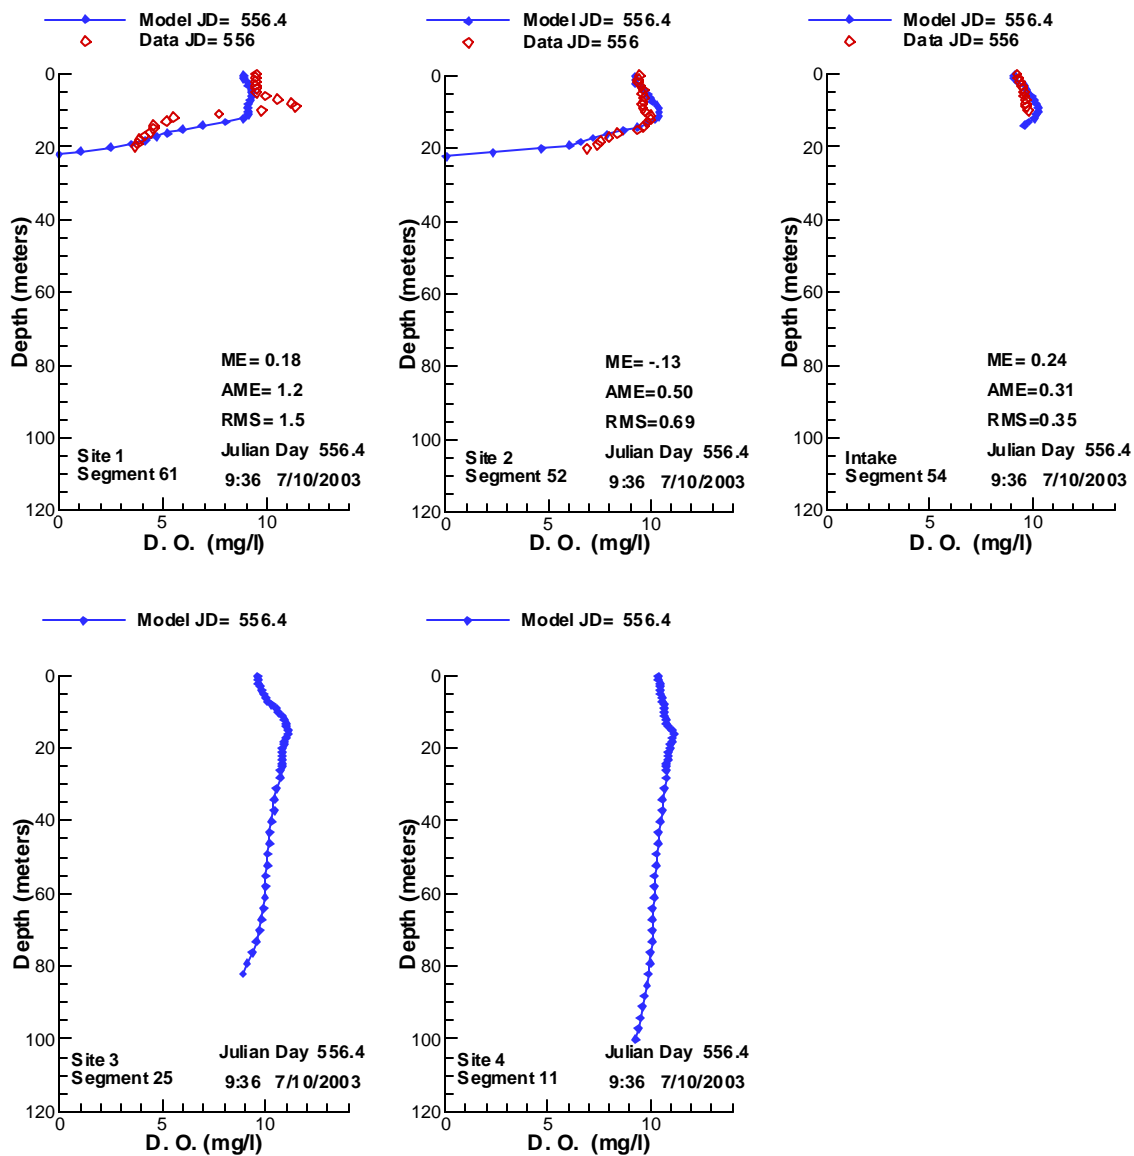 Model JD= 556.4
Data JD= 556
0
20
40
60
80
100
120
Depth (meters)
ME= 0.18
AME= 1.2
RMS= 1.5
Julian Day 556.4
9:36 7/10/2003
Site 1
Segment 61
0 5 10
D. O. (mg/l)
Model JD= 556.4
Data JD= 556
0
20
40
60
80
100
120
Depth (meters)
ME= -.13
AME=0.50
RMS=0.69
Julian Day 556.4
9:36 7/10/2003
Site 2
Segment 52
0 5 10
D. O. (mg/l)
Model JD= 556.4
Data JD= 556
0
20
40
60
80
100
120
Depth (meters)
ME= 0.24
AME=0.31
RMS=0.35
Julian Day 556.4
9:36 7/10/2003
Intake
Segment 54
0 5 10
D. O. (mg/l)
Model JD= 556.4
0
20
40
60
80
100
120
Depth (meters)
Julian Day 556.4
9:36 7/10/2003
Site 3
Segment 25
0 5 10
D. O. (mg/l)
Model JD= 556.4
0
20
40
60
80
100
120
Depth (meters)
Julian Day 556.4
9:36 7/10/2003
Site 4
Segment 11
0 5 10
D. O. (mg/l)